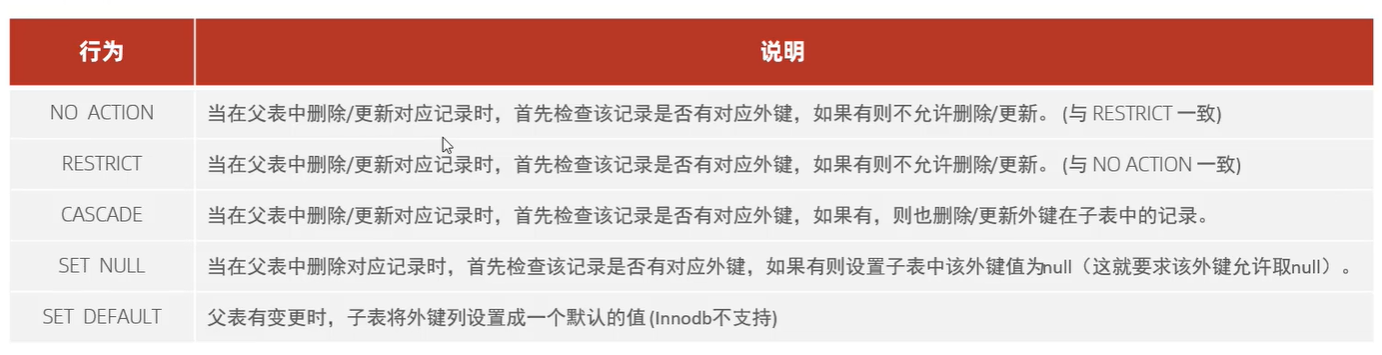 行为 说明
NO ACTION 当在父表中删除/更新对应记录时，首先检查该记录是否有对应外键，如果有则不允许删除/更新。 (与 RESTRICT 一致)
RESTRICT 当在父表中删除/更新对应记录时，首先检查该记录是否有对应外键，如果有则不允许删除/更新。 (与 NO ACTION 一致)
CASCADE 当在父表中删除/更新对应记录时，首先检查该记录是否有对应外键，如果有，则也删除/更新外键在子表中的记录。
SET NULL 当在父表中删除对应记录时，首先检查该记录是否有对应外键，如果有则设置子表中该外键值为null（这就要求该外键允许取null）。
SET DEFAULT 父表有变更时，子表将外键列设置成一个默认的值 (Innodb不支持)